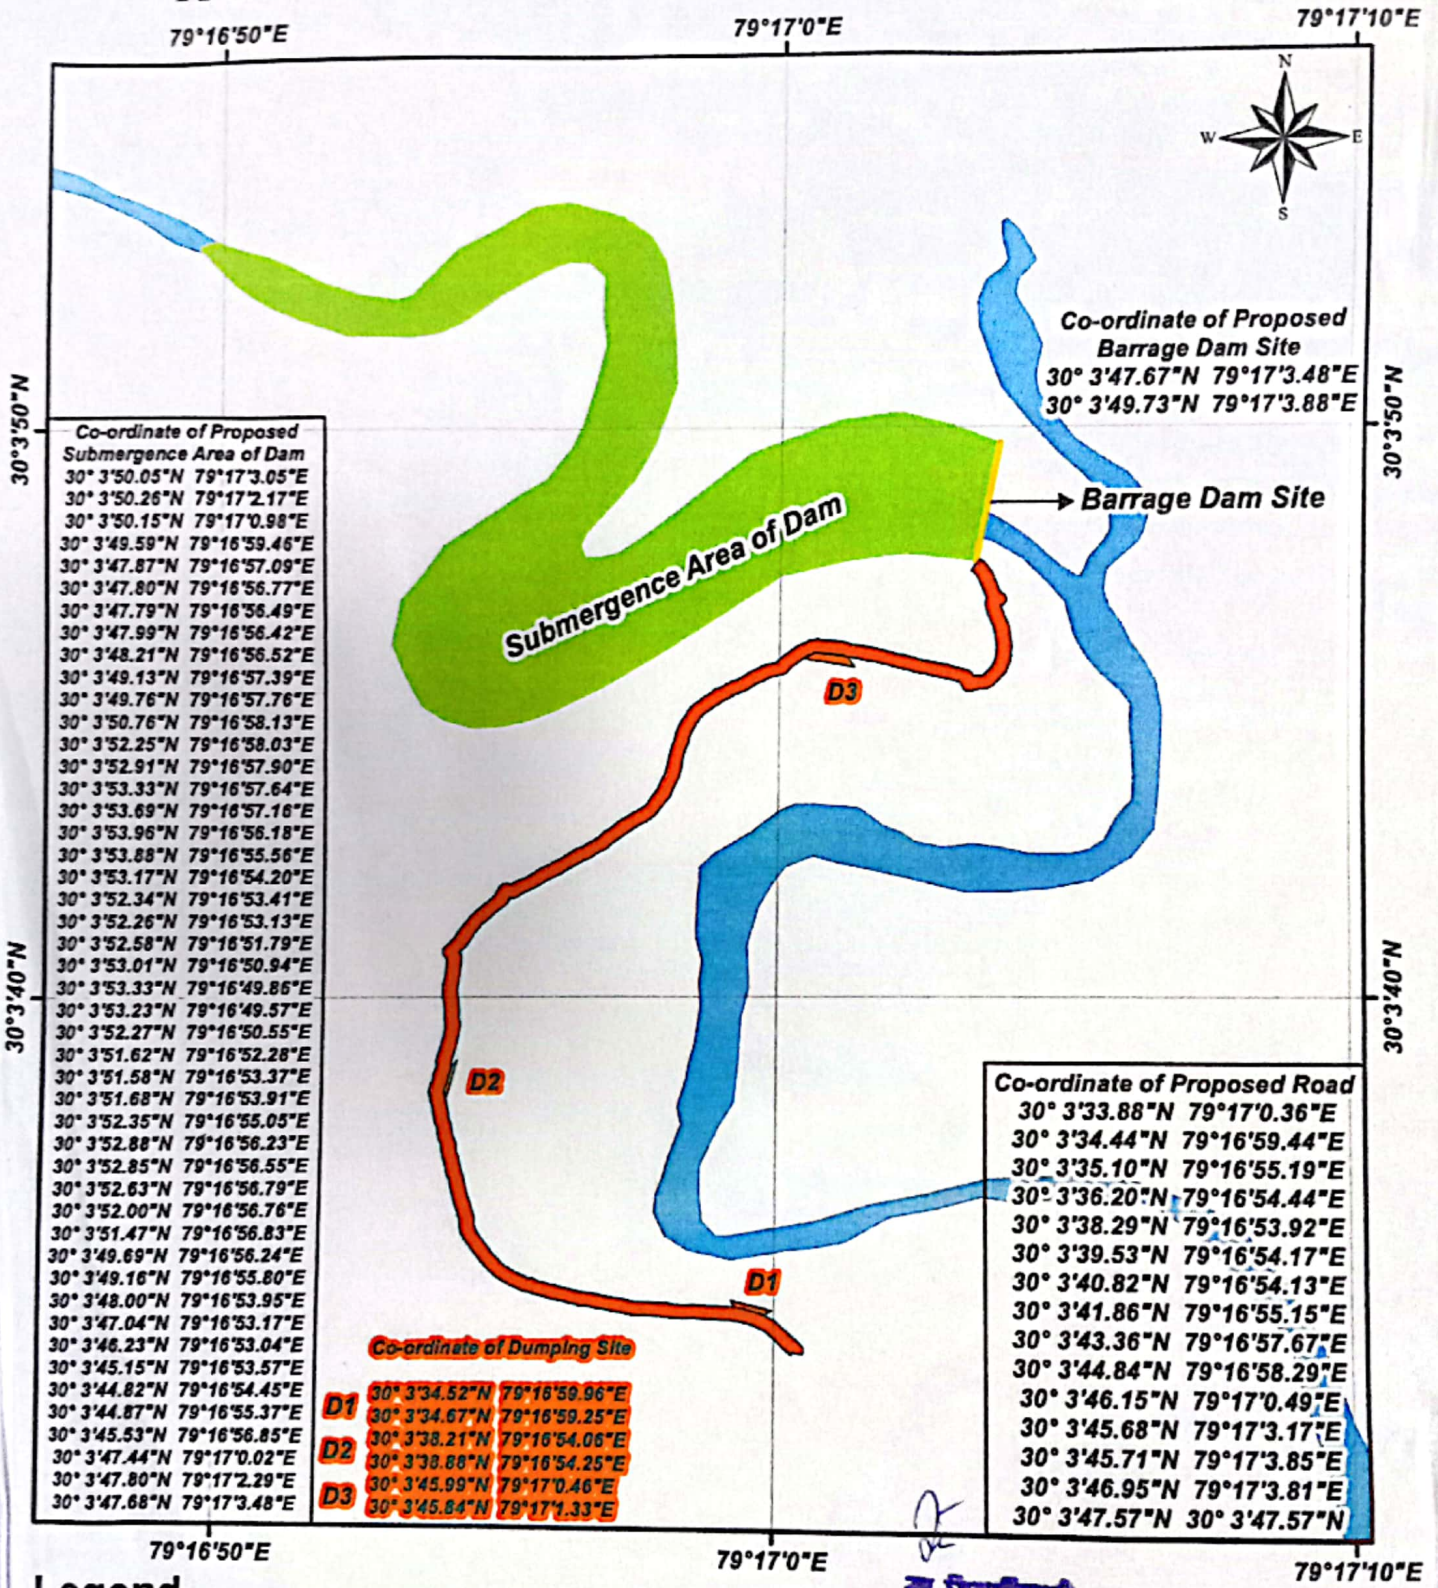 79°16'50"E
79°17'0"E
79°17'10"E
N
W
E
S
Co-ordinate of Proposed
Barrage Dam Site
30° 3'47.67"N 79°17'3.48"E
30° 3'49.73"N 79°17'3.88"E
30°3'50"N
30°3'50"N
Co-ordinate of Proposed
Submergence Area of Dam
30° 3'50.05"N 79°17'3.05"E
30° 3'50.26"N 79°17'2.17"E
30° 3'50.15"N 79°17'0.98"E
30° 3'49.59"N 79°16'59.46"E
30° 3'47.87"N 79°16'57.09"E
30° 3'47.80"N 79°16'56.77"E
30° 3'47.79"N 79°16'56.49"E
30° 3'47.99"N 79°16'56.42"E
30° 3'48.21"N 79°16'56.52"E
30° 3'49.13"N 79°16'57.39"E
30° 3'49.76"N 79°16'57.76"E
30° 3'50.76"N 79°16'58.13"E
30° 3'52.25"N 79°16'58.03"E
30° 3'52.91"N 79°16'57.90"E
30° 3'53.33"N 79°16'57.64"E
30° 3'53.69"N 79°16'57.16"E
30° 3'53.96"N 79°16'56.18"E
30° 3'53.88"N 79°16'55.56"E
30° 3'53.17"N 79°16'54.20"E
30° 3'52.34"N 79°16'53.41"E
30° 3'52.26"N 79°16'53.13"E
30° 3'52.58"N 79°16'51.79"E
30° 3'53.01"N 79°16'50.94"E
30° 3'53.33"N 79°16'49.86"E
30° 3'53.23"N 79°16'49.57"E
30° 3'52.27"N 79°16'50.55"E
30° 3'51.62"N 79°16'52.28"E
30° 3'51.58"N 79°16'53.37"E
30° 3'51.68"N 79°16'53.91"E
30° 3'52.35"N 79°16'55.05"E
30° 3'52.88"N 79°16'56.23"E
30° 3'52.85"N 79°16'56.55"E
30° 3'52.63"N 79°16'56.79"E
30° 3'52.00"N 79°16'56.76"E
30° 3'51.47"N 79°16'56.83"E
30° 3'49.69"N 79°16'56.24"E
30° 3'49.16"N 79°16'55.80"E
30° 3'48.00"N 79°16'53.95"E
30° 3'47.04"N 79°16'53.17"E
30° 3'46.23"N 79°16'53.04"E
30° 3'45.15"N 79°16'53.57"E
30° 3'44.82"N 79°16'54.45"E
30° 3'44.87"N 79°16'55.37"E
30° 3'45.53"N 79°16'56.85"E
30° 3'47.44"N 79°17'0.02"E
30° 3'47.80"N 79°17'2.29"E
30° 3'47.68"N 79°17'3.48"E
Barrage Dam Site
Submergence Area of Dam
D3
30°3'40"N
30°3'40"N
D2
D1
Co-ordinate of Dumping Site
D1
30° 3'34.52"N 79°16'59.96"E
30° 3'34.67"N 79°16'59.25"E
D2
30° 3'38.21"N 79°16'54.06"E
30° 3'38.88"N 79°16'54.25"E
D3
30° 3'45.99"N 79°17'0.46"E
30° 3'45.84"N 79°17'1.33"E
Co-ordinate of Proposed Road
30° 3'33.88"N 79°17'0.36"E
30° 3'34.44"N 79°16'59.44"E
30° 3'35.10"N 79°16'55.19"E
30° 3'36.20"N 79°16'54.44"E
30° 3'38.29"N 79°16'53.92"E
30° 3'39.53"N 79°16'54.17"E
30° 3'40.82"N 79°16'54.13"E
30° 3'41.86"N 79°16'55.15"E
30° 3'43.36"N 79°16'57.67"E
30° 3'44.84"N 79°16'58.29"E
30° 3'46.15"N 79°17'0.49"E
30° 3'45.68"N 79°17'3.17"E
30° 3'45.71"N 79°17'3.85"E
30° 3'46.95"N 79°17'3.81"E
30° 3'47.57"N 30° 3'47.57"N
79°16'50"E
79°17'0"E
79°17'10"E
Legend